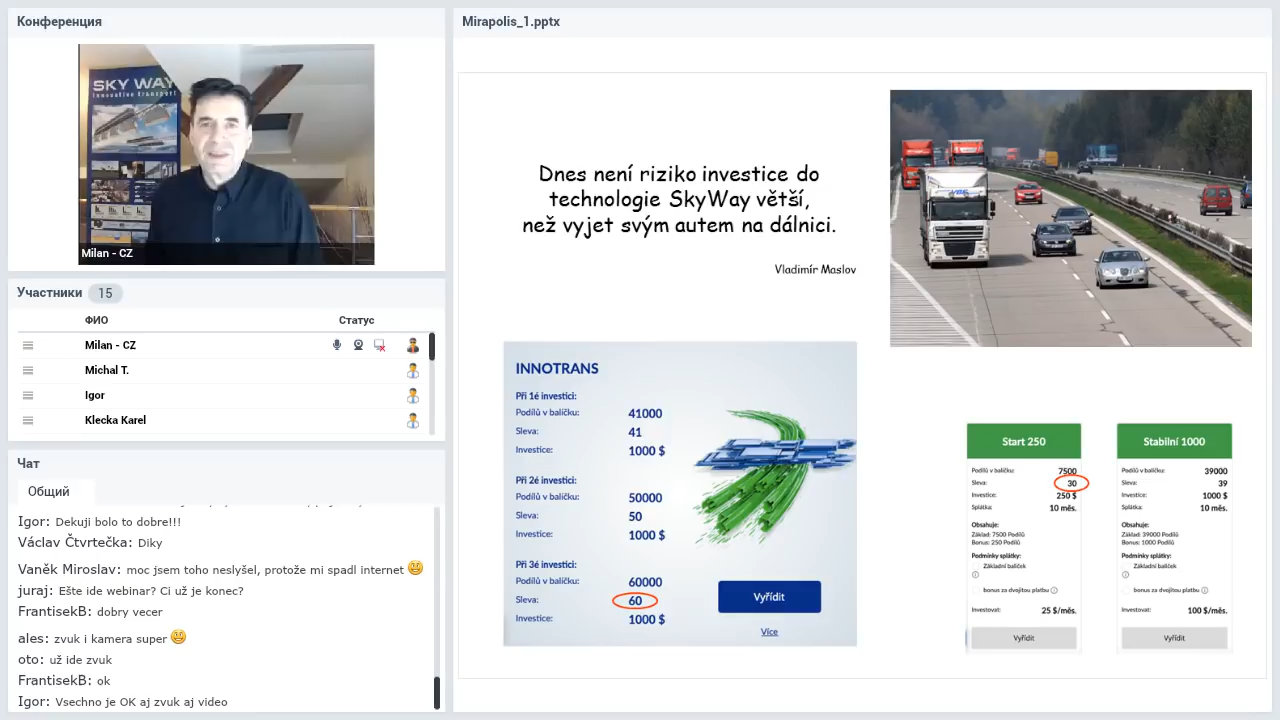 Конференция
SKY WAY
innovative transport
Milan - CZ
Участники 15
ФИО Статус
Milan - CZ
Michal T.
Igor
Klecka Karel
Чат
Общий
Igor: Dekuji bolo to dobre!!!
Václav Čtvrtečka: Diky
Vaněk Miroslav: moc jsem toho neslyšel, protože mi spadl internet
juraj: Ešte ide webinar? Ci už je konec?
FrantisekB: dobry vecer
ales: zvuk i kamera super
oto: už ide zvuk
FrantisekB: ok
Igor: Vsechno je OK aj zvuk aj video
Mirapolis_1.pptx
Dnes není riziko investice do
technologie SkyWay větší,
než vyjet svým autem na dálnici.
Vladimír Maslov
INNOTRANS
Při 1é investici:
Podílů v balíčku: 41000
Sleva: 41
Investice: 1000 $
Při 2é investici:
Podílů v balíčku: 50000
Sleva: 50
Investice: 1000 $
Při 3é investici:
Podílů v balíčku: 60000
Sleva: 60
Investice: 1000 $
Vyřídit
Více
Start 250
Podílů v balíčku: 7500
Sleva: 30
Investice: 250 $
Splátka: 10 měs.
Obsahuje:
Základ: 7500 Podílů
Bonus: 250 Podílů
Podmínky splátky:
Základní balíček
bonus za dvojitou platbu
Investovat: 25 $/měs.
Vyřídit
Stabilní 1000
Podílů v balíčku: 39000
Sleva: 39
Investice: 1000 $
Splátka: 10 měs.
Obsahuje:
Základ: 39000 Podílů
Bonus: 1000 Podílů
Podmínky splátky:
Základní balíček
bonus za dvojitou platbu
Investovat: 100 $/měs.
Vyřídit